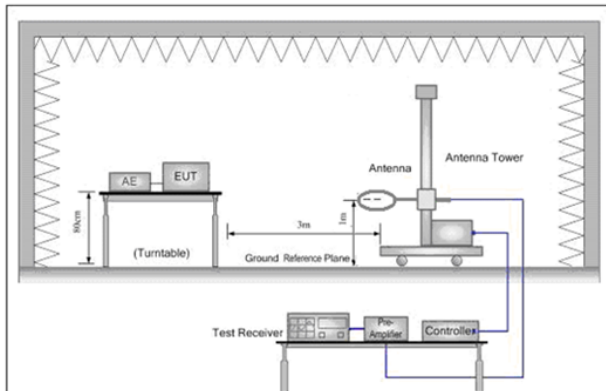 Antenna Tower
Antenna
AE
EUT
80cm
(Turntable)
3m
1m
Ground Reference Plane
Test Receiver
Pre-
Amplifier
Controller